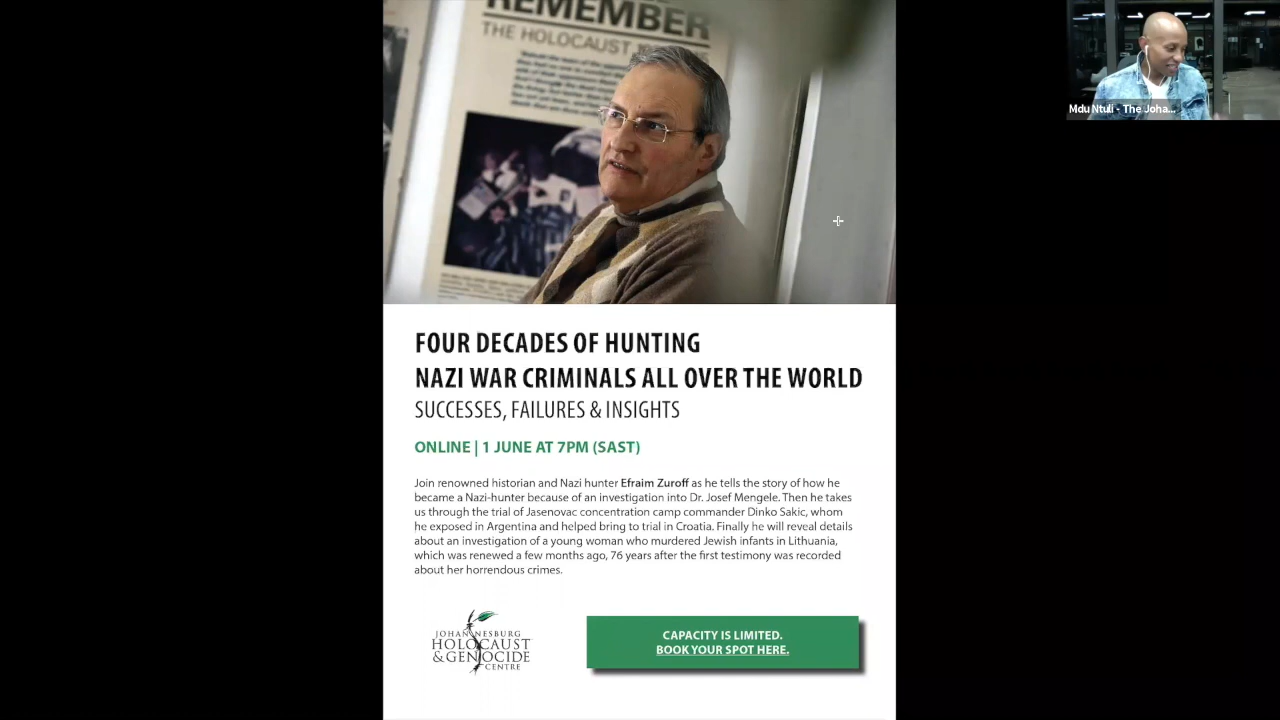 REMEMBER
THE HOLOCAUST
Mdu Ntuli - The Joha...
FOUR DECADES OF HUNTING
NAZI WAR CRIMINALS ALL OVER THE WORLD
SUCCESSES, FAILURES & INSIGHTS
ONLINE | 1 JUNE AT 7PM (SAST)
Join renowned historian and Nazi hunter Efraim Zuroff as he tells the story of how he
became a Nazi-hunter because of an investigation into Dr. Josef Mengele. Then he takes
us through the trial of Jasenovac concentration camp commander Dinko Sakic, whom
he exposed in Argentina and helped bring to trial in Croatia. Finally he will reveal details
about an investigation of a young woman who murdered Jewish infants in Lithuania,
which was renewed a few months ago, 76 years after the first testimony was recorded
about her horrendous crimes.
JOHANNESBURG
HOLOCAUST
& GENOCIDE
CENTRE
CAPACITY IS LIMITED.
BOOK YOUR SPOT HERE.